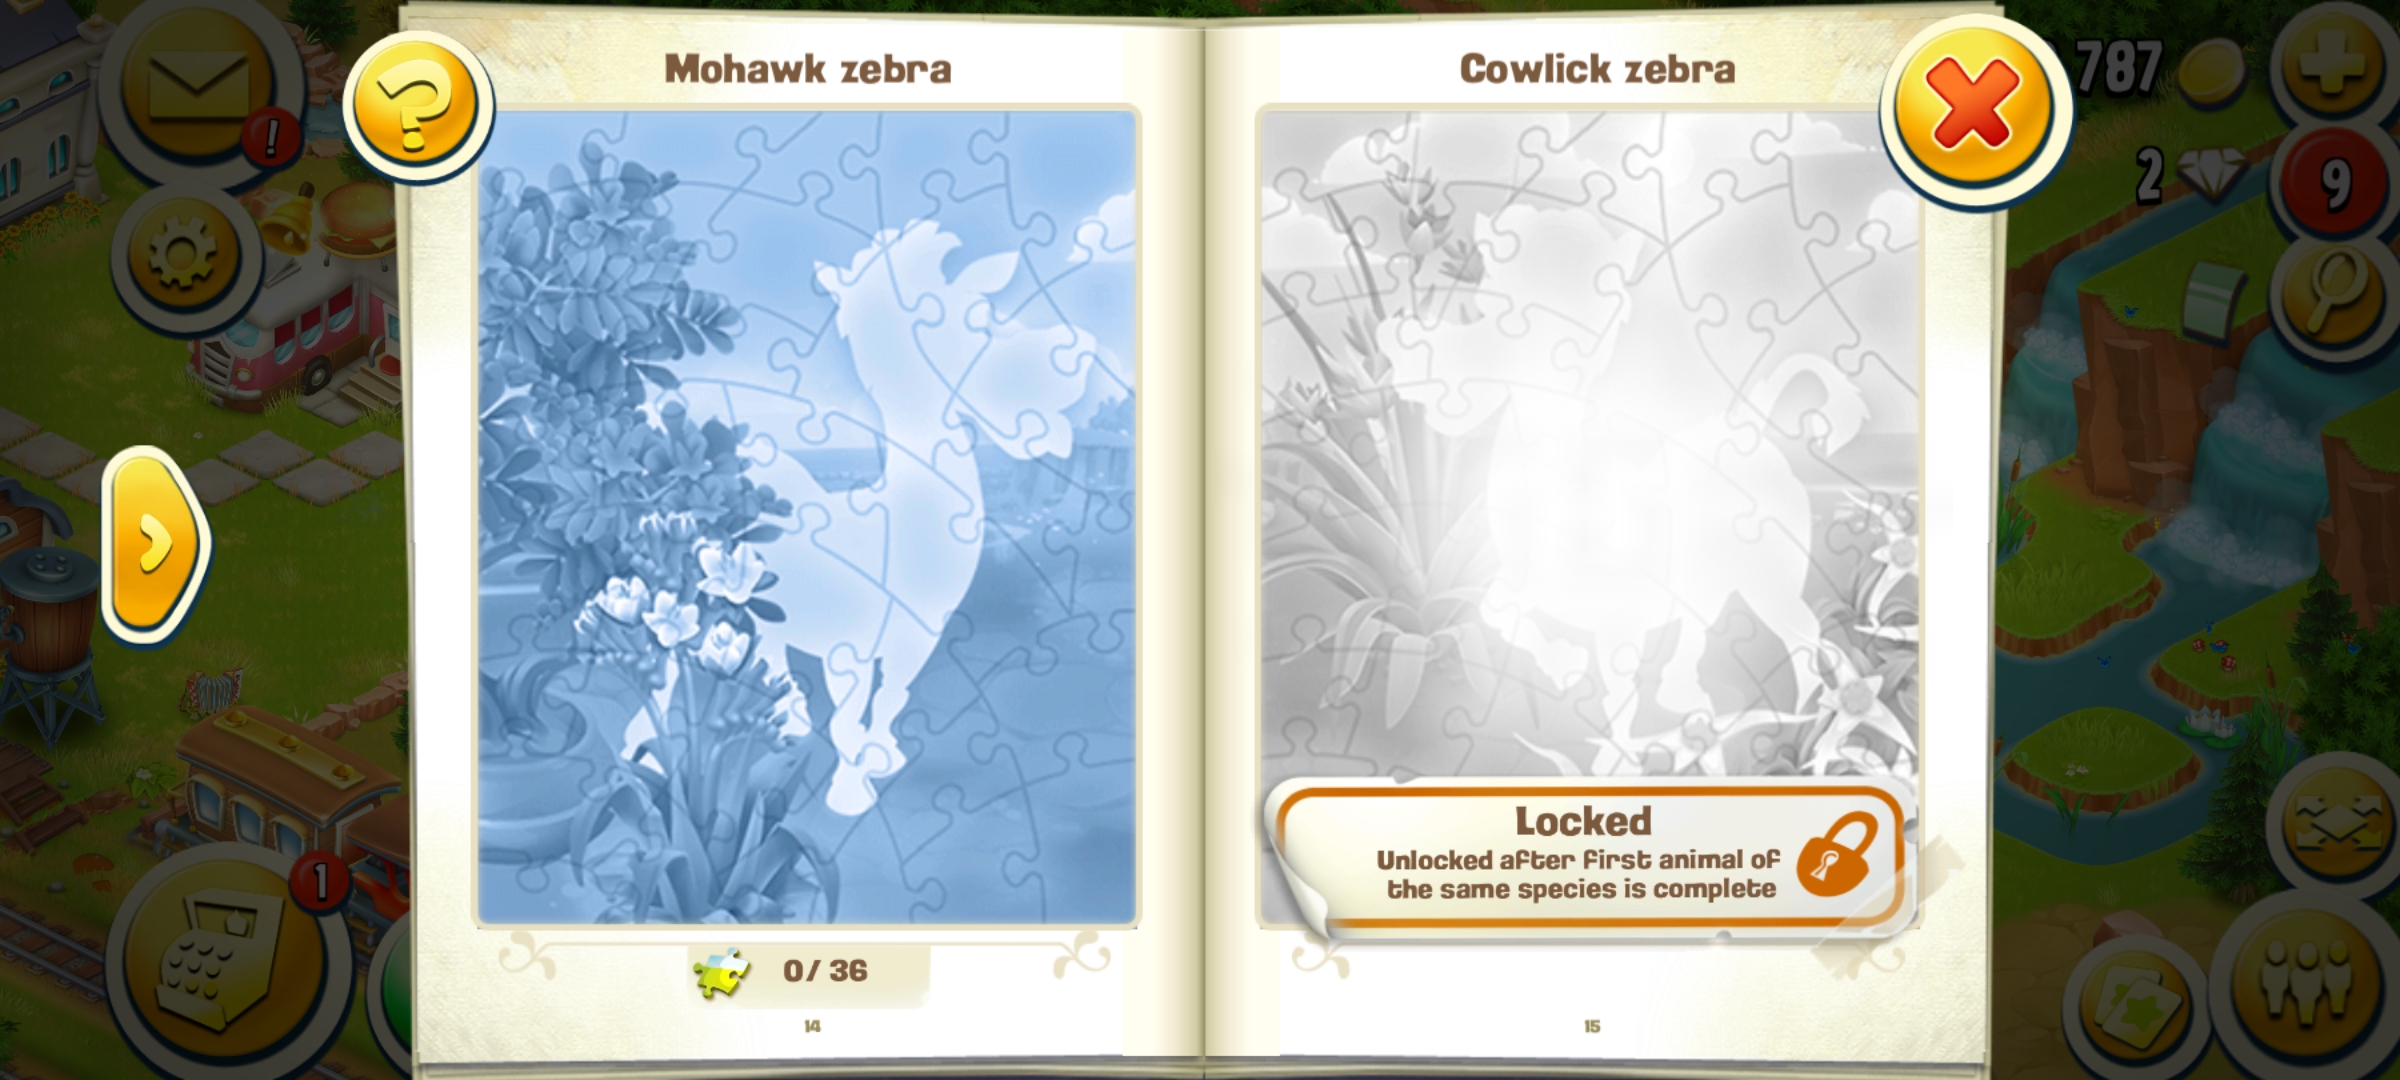 Mohawk zebra
Cowlick zebra
787
2
9
!
Locked
Unlocked after first animal of
the same species is complete
1
0/ 36
14
15